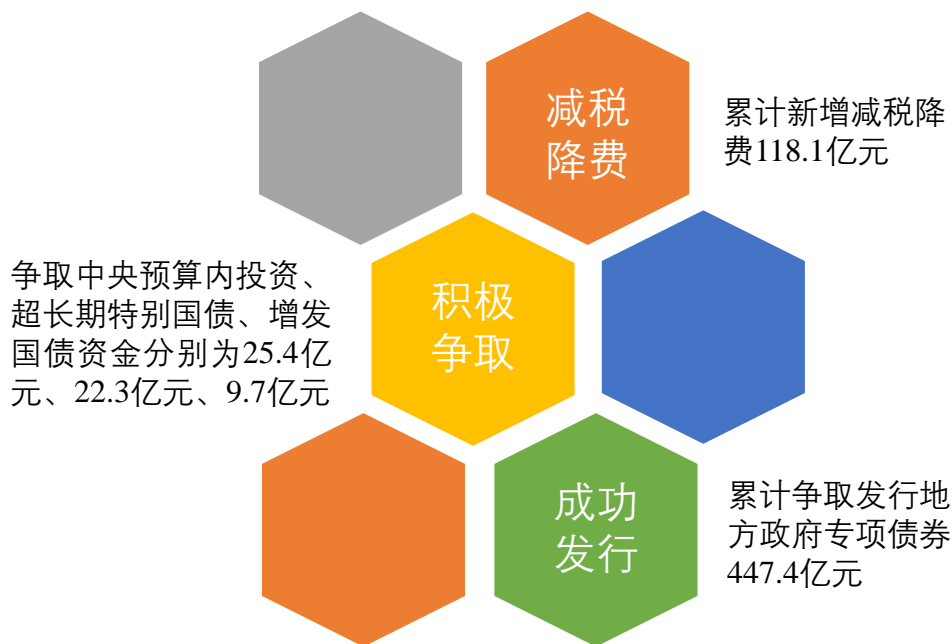 减税
降费
累计新增减税降
费118.1亿元
争取中央预算内投资、
超长期特别国债、增发
国债资金分别为25.4亿
元、22.3亿元、9.7亿元
积极
争取
成功
发行
累计争取发行地
方政府专项债券
447.4亿元